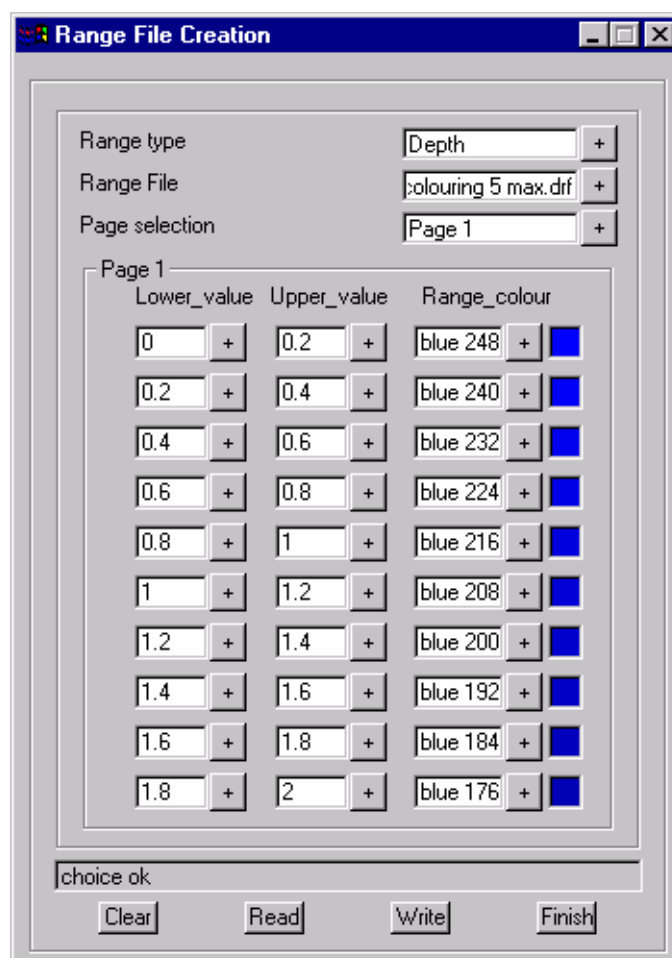 Range File Creation
Range type Depth +
Range File colouring 5 max.drf +
Page selection Page 1 +
Page 1
Lower_value Upper_value Range_colour
0 + 0.2 + blue 248 +
0.2 + 0.4 + blue 240 +
0.4 + 0.6 + blue 232 +
0.6 + 0.8 + blue 224 +
0.8 + 1 + blue 216 +
1 + 1.2 + blue 208 +
1.2 + 1.4 + blue 200 +
1.4 + 1.6 + blue 192 +
1.6 + 1.8 + blue 184 +
1.8 + 2 + blue 176 +
choice ok
Clear Read Write Finish